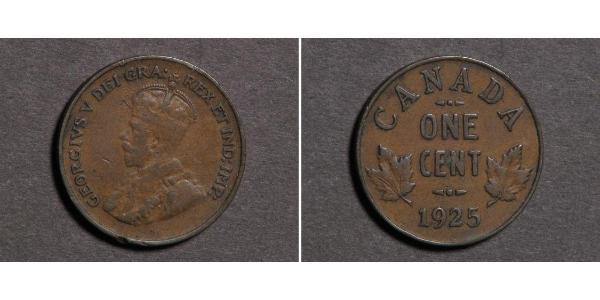 GEORGIVS V DEI GRA: REX ET IND: IMP:
CANADA
ONE
CENT
1925